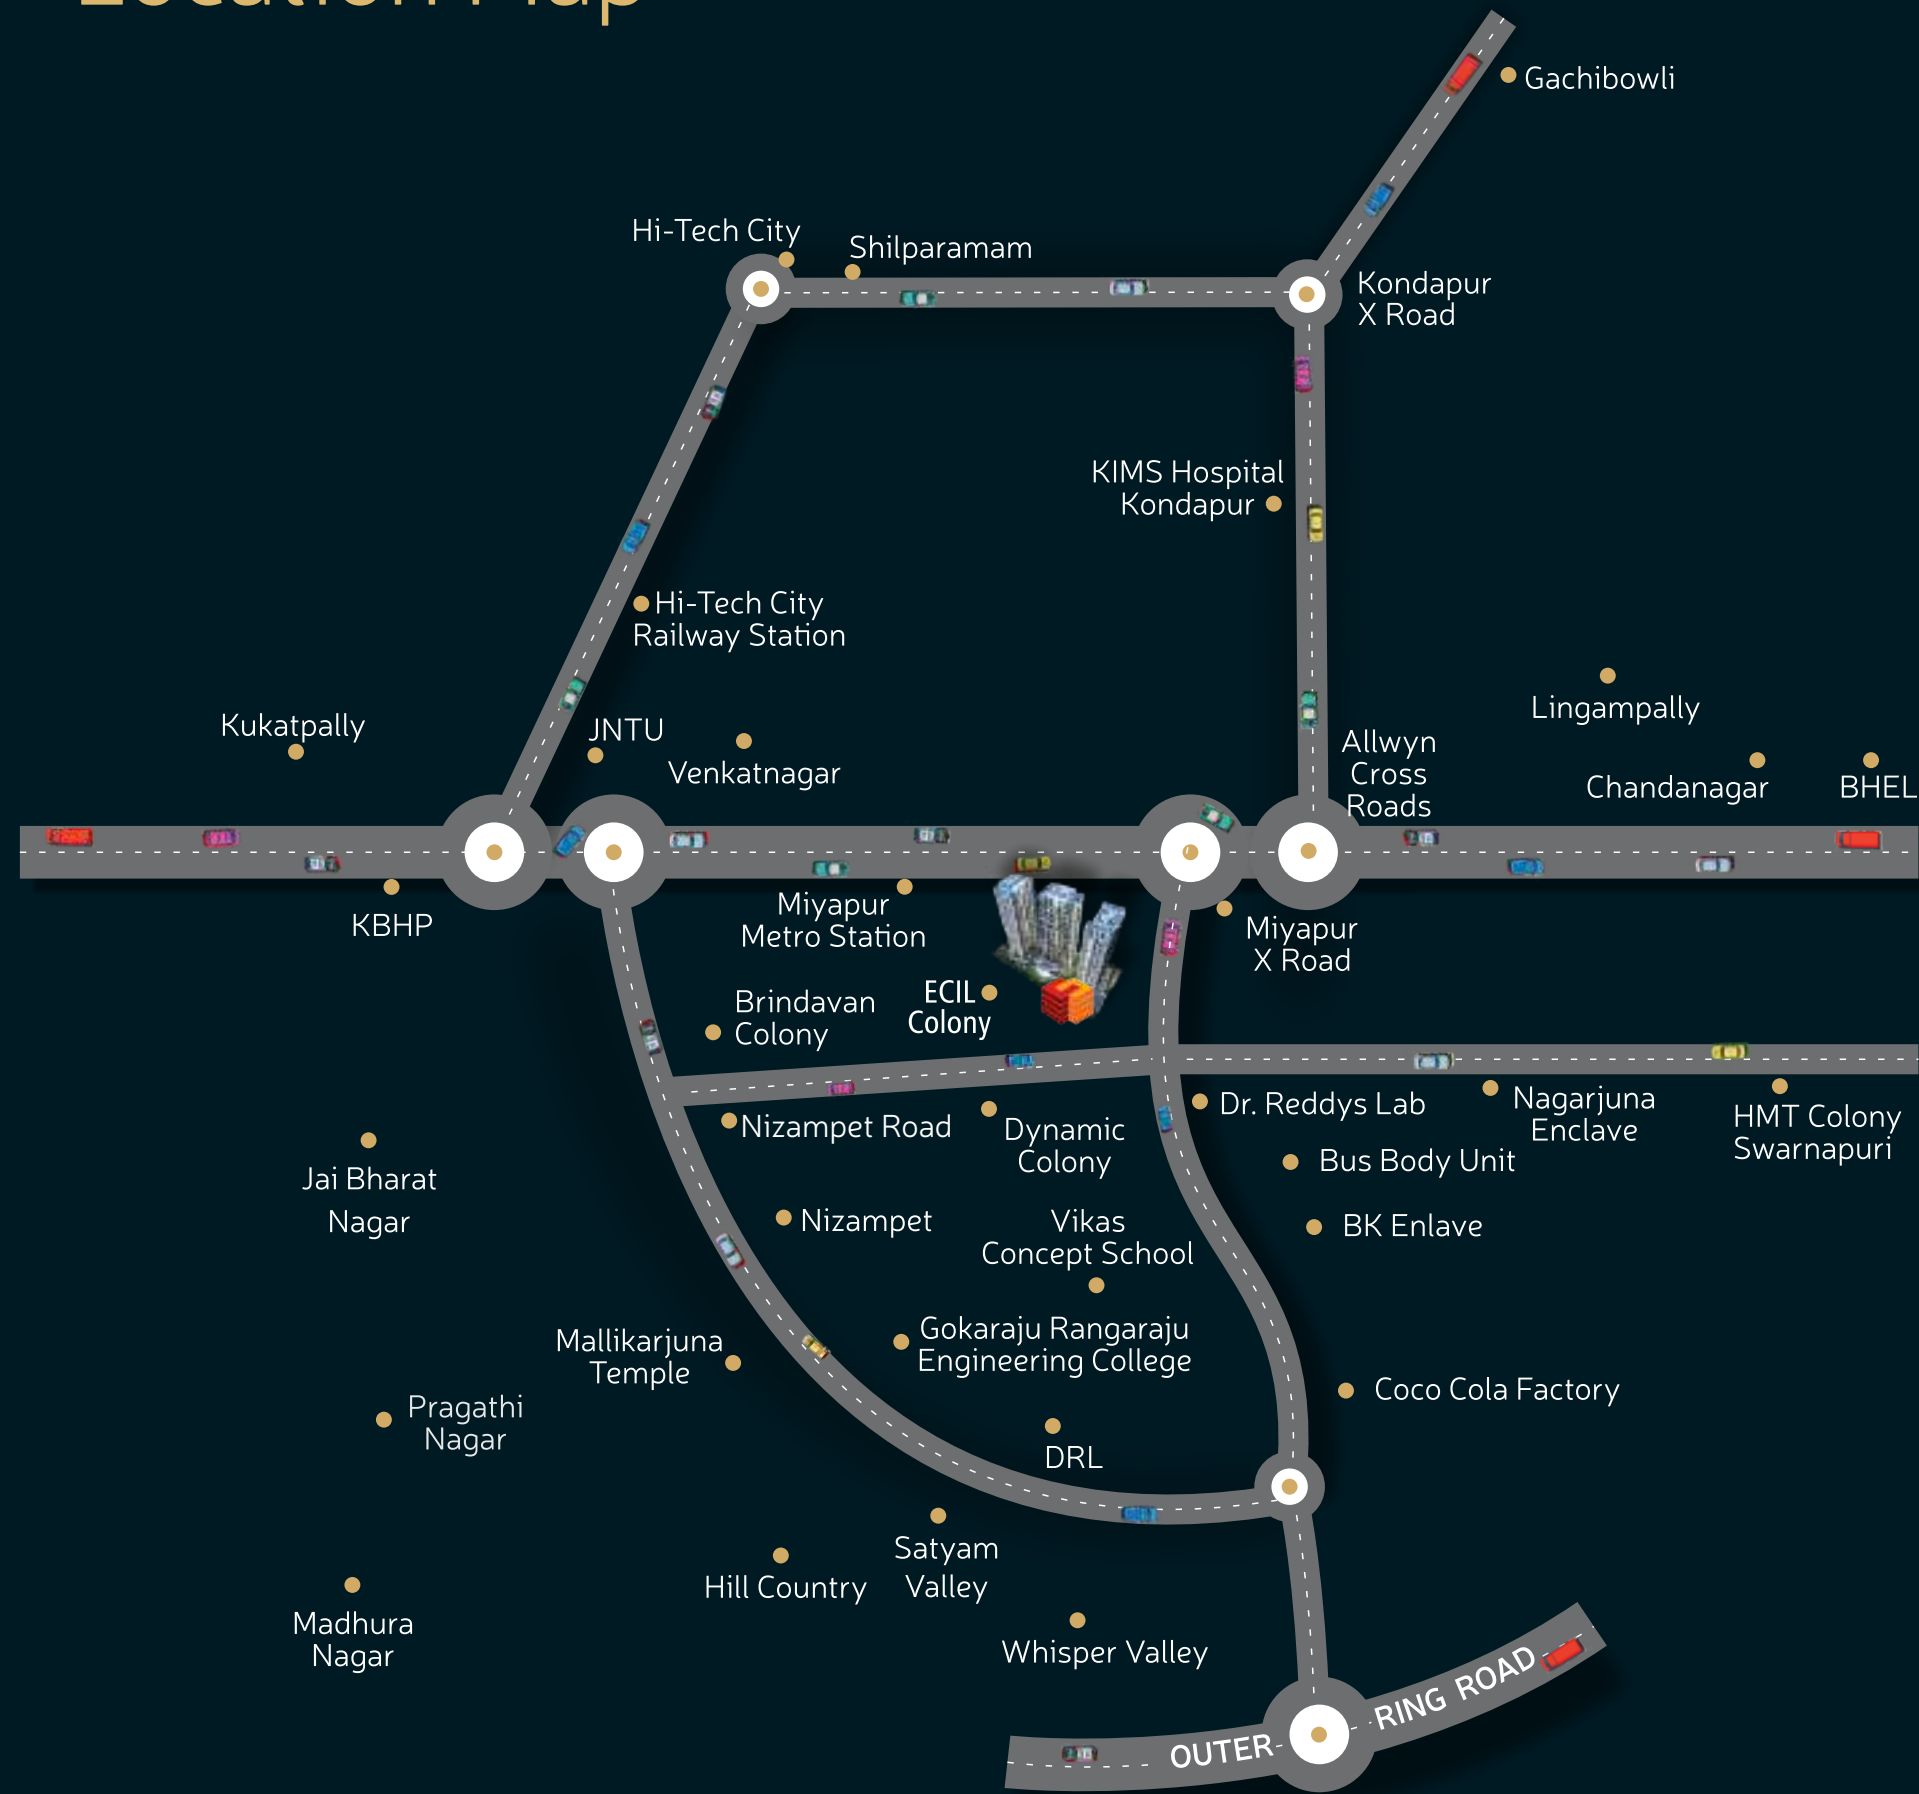 Location Map
Gachibowli
Hi-Tech City
Shilparamam
Kondapur
X Road
KIMS Hospital
Kondapur
Hi-Tech City
Railway Station
Lingampally
Kukatpally
JNTU
Venkatnagar
Allwyn
Cross
Roads
Chandanagar
BHEL
KBHP
Miyapur
Metro Station
Miyapur
X Road
ECIL
Colony
Brindavan
Colony
Nizampet Road
Dynamic
Colony
Dr. Reddys Lab
Nagarjuna
Enclave
HMT Colony
Swarnapuri
Jai Bharat
Nagar
Bus Body Unit
Nizampet
Vikas
Concept School
BK Enlave
Mallikarjuna
Temple
Gokaraju Rangaraju
Engineering College
Coco Cola Factory
Pragathi
Nagar
DRL
Satyam
Valley
Hill Country
Madhura
Nagar
Whisper Valley
OUTER RING ROAD